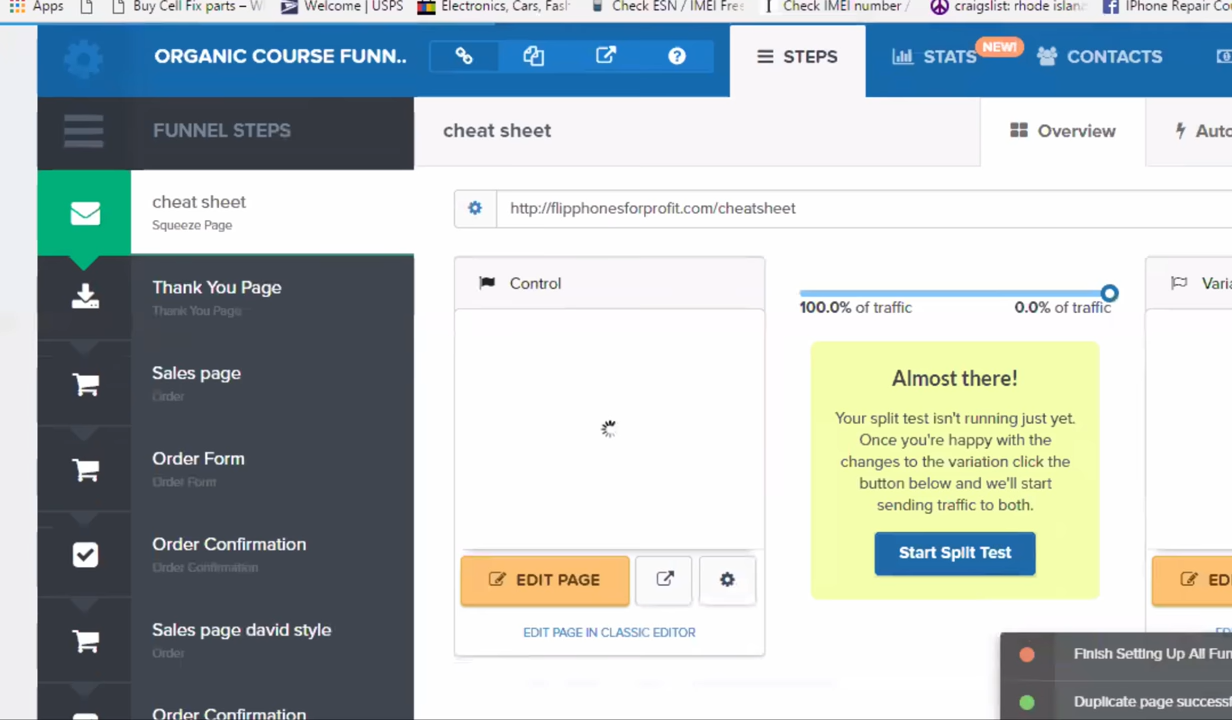 Apps Buy Cell Fix parts – W Welcome | USPS Electronics, Cars, Fash Check ESN / IMEI Free Check IMEI number / craigslist: rhode islan IPhone Repair Cou
ORGANIC COURSE FUNN.. STEPS STATS NEW! CONTACTS
FUNNEL STEPS
cheat sheet
Overview
Auto
cheat sheet
Squeeze Page
http://flipphonesforprofit.com/cheatsheet
Thank You Page
Thank You Page
Control
100.0% of traffic
0.0% of traffic
Varia
Sales page
Order
Almost there!
Your split test isn't running just yet.
Once you're happy with the
changes to the variation click the
button below and we'll start
sending traffic to both.
Start Split Test
Order Form
Order Form
Order Confirmation
Order Confirmation
EDIT PAGE
EDI
EDIT PAGE IN CLASSIC EDITOR
Sales page david style
Order
Finish Setting Up All Fun
Duplicate page successf
Order Confirmation